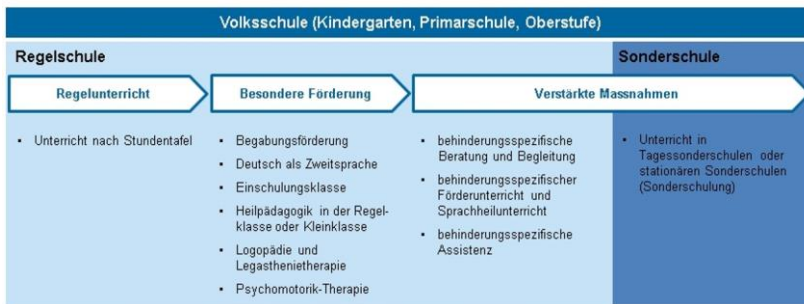 Volksschule (Kindergarten, Primarschule, Oberstufe)
Regelschule
Sonderschule
Regelunterricht
Besondere Förderung
Verstärkte Massnahmen
• Unterricht nach Stundentafel
• Begabungsförderung
• Deutsch als Zweitsprache
• Einschulungsklasse
• Heilpädagogik in der Regel-
klasse oder Kleinklasse
• Logopädie und
Legasthenietherapie
• Psychomotorik-Therapie
• behinderungsspezifische
Beratung und Begleitung
• behinderungsspezifischer
Förderunterricht und
Sprachheilunterricht
• behinderungsspezifische
Assistenz
• Unterricht in
Tagessonderschulen oder
stationären Sonderschulen
(Sonderschulung)